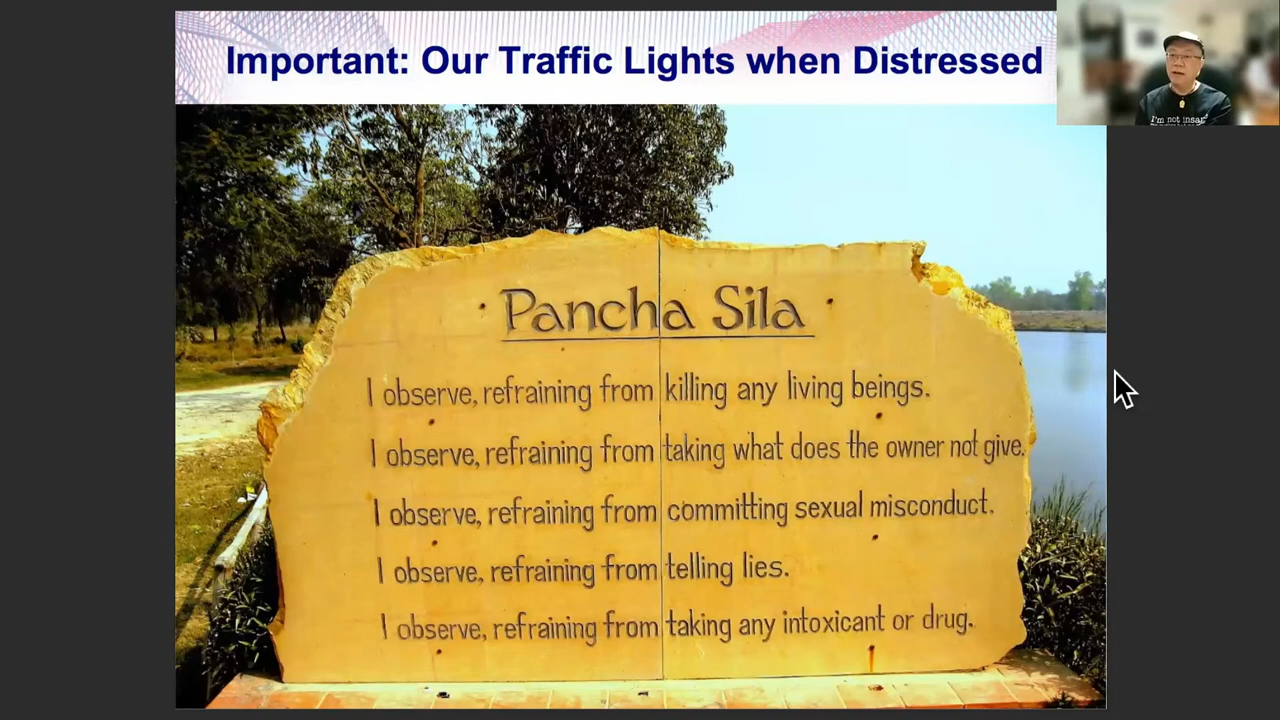 Important: Our Traffic Lights when Distressed
I'm not insan
Pancha Sila
I observe, refraining from killing any living beings.
I observe, refraining from taking what does the owner not give.
I observe, refraining from committing sexual misconduct.
I observe, refraining from telling lies.
I observe, refraining from taking any intoxicant or drug.